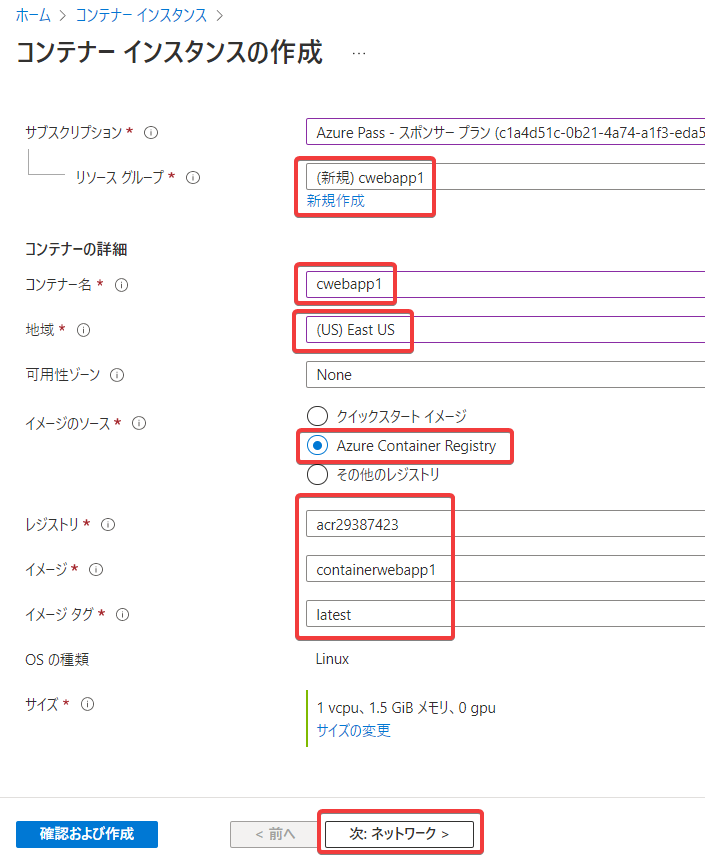 ホーム > コンテナー インスタンス >
コンテナー インスタンスの作成 ...
サブスクリプション * Azure Pass - スポンサー プラン (c1a4d51c-0b21-4a74-a1f3-eda5
リソース グループ * (新規) cwebapp1
新規作成
コンテナーの詳細
コンテナー名 * cwebapp1
地域 * (US) East US
可用性ゾーン None
イメージのソース * クイックスタート イメージ
Azure Container Registry
その他のレジストリ
レジストリ * acr29387423
イメージ * containerwebapp1
イメージ タグ * latest
OS の種類 Linux
サイズ * 1 vcpu、1.5 GiB メモリ、0 gpu
サイズの変更
確認および作成 < 前へ 次: ネットワーク >